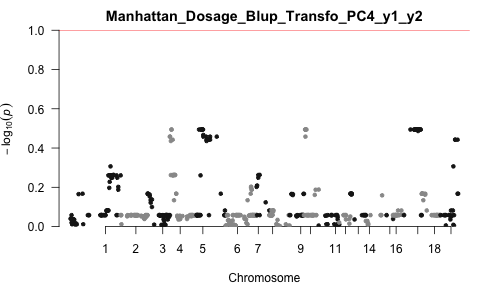 Manhattan_Dosage_Blup_Transfo_PC4_y1_y2
1.0
0.8
0.6
0.4
0.2
0.0
− log₁₀(p)
1 2 3 4 5 6 7 9 11 14 16 18
Chromosome